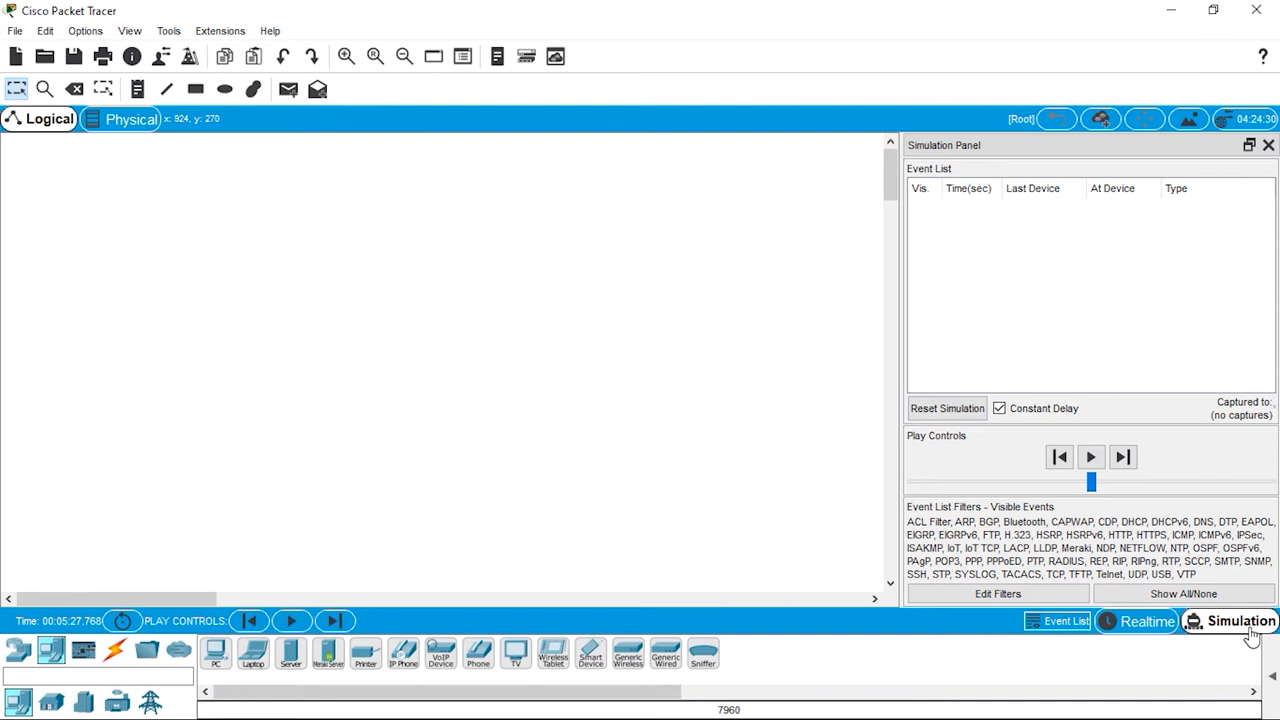 Cisco Packet Tracer
File Edit Options View Tools Extensions Help
?
Logical Physical x: 924, y: 270 [Root] 04:24:30
Simulation Panel
Event List
Vis. Time(sec) Last Device At Device Type
Reset Simulation Constant Delay Captured to:
(no captures)
Play Controls
Event List Filters - Visible Events
ACL Filter, ARP, BGP, Bluetooth, CAPWAP, CDP, DHCP, DHCPv6, DNS, DTP, EAPOL,
EIGRP, EIGRPv6, FTP, H.323, HSRP, HSRPv6, HTTP, HTTPS, ICMP, ICMPv6, IPSec,
ISAKMP, IoT, IoT TCP, LACP, LLDP, Meraki, NDP, NETFLOW, NTP, OSPF, OSPFv6,
PAgP, POP3, PPP, PPPoED, PTP, RADIUS, REP, RIP, RIPng, RTP, SCCP, SMTP, SNMP,
SSH, STP, SYSLOG, TACACS, TCP, TFTP, Telnet, UDP, USB, VTP
Edit Filters Show All/None
Time: 00:05:27.768 PLAY CONTROLS: Event List Realtime Simulation
PC Laptop Server Meraki Server Printer IP Phone VoIP Device Phone TV Wireless Tablet Smart Device Generic Wireless Generic Wired Sniffer
7960